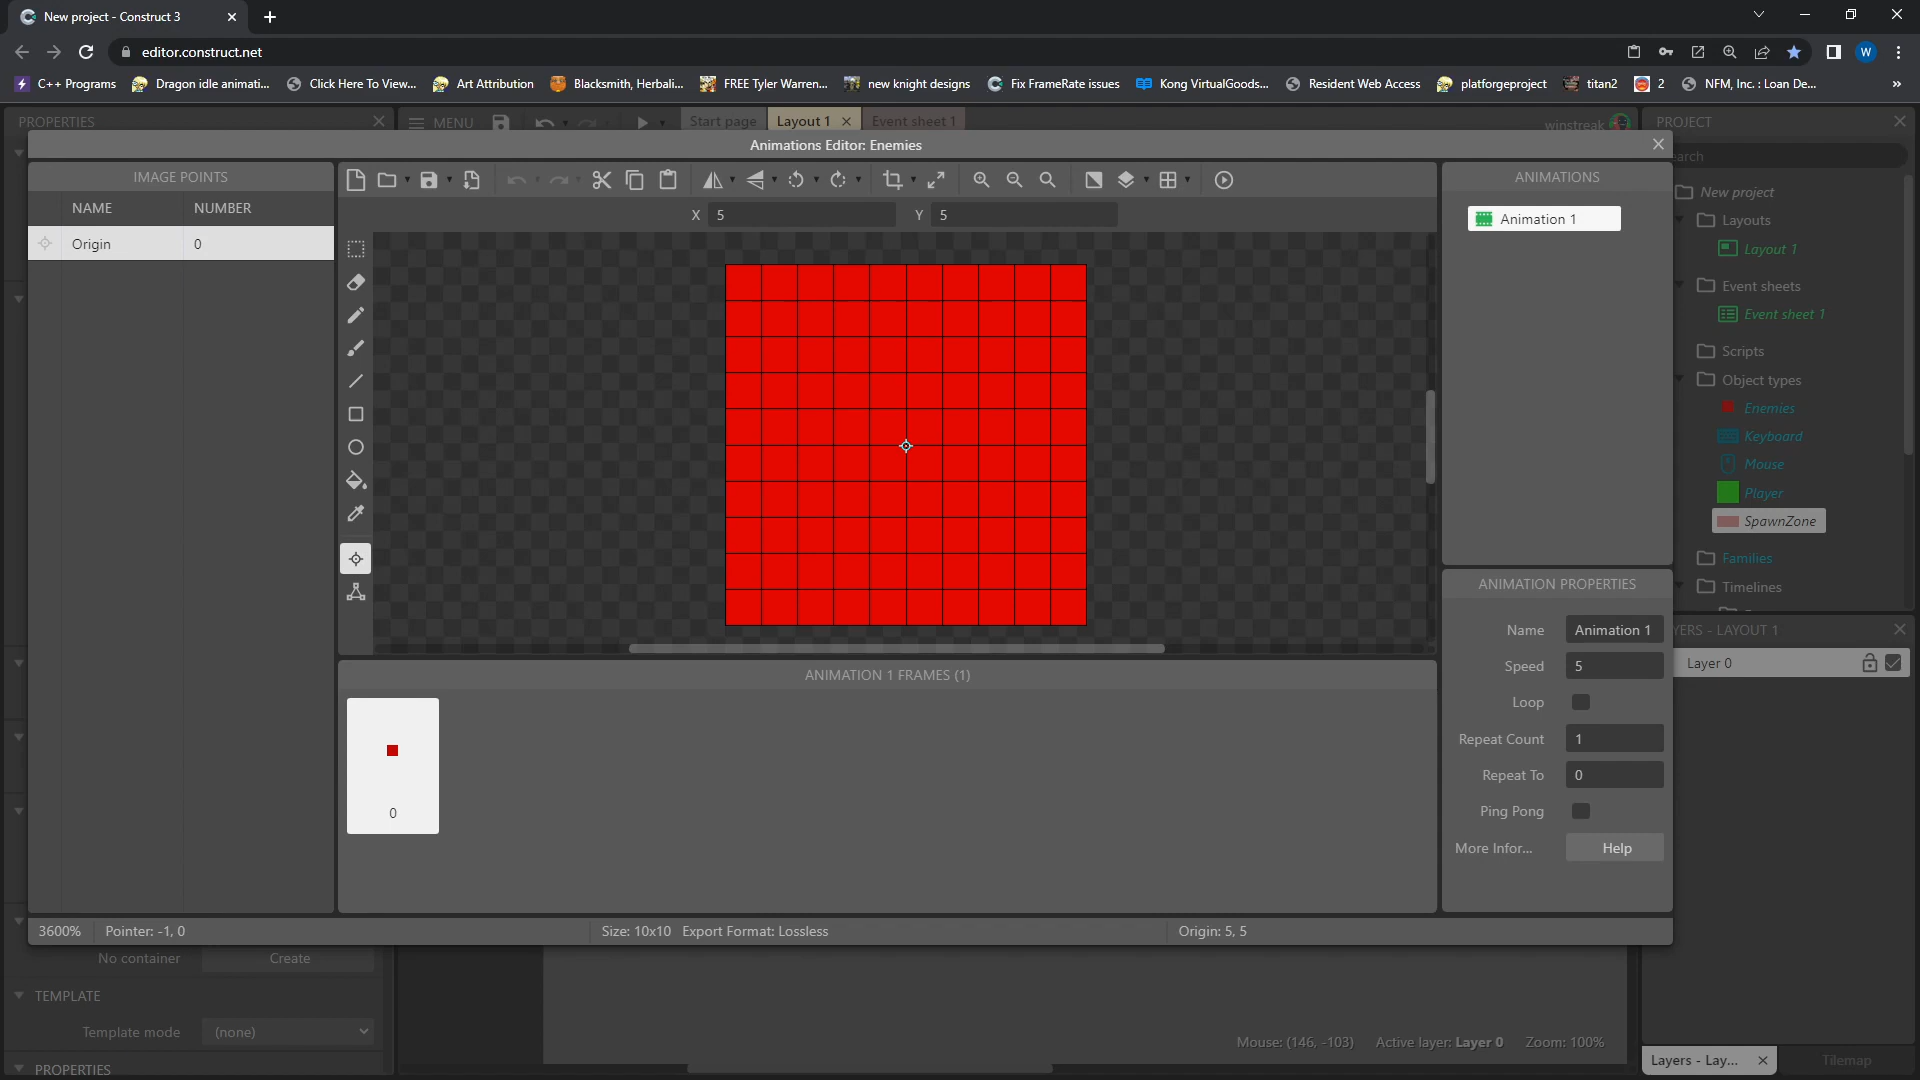 New project - Construct 3
editor.construct.net
W
C++ Programs
Dragon idle animati...
Click Here To View...
Art Attribution
Blacksmith, Herbali...
FREE Tyler Warren...
new knight designs
Fix FrameRate issues
Kong VirtualGoods...
Resident Web Access
platforgeproject
titan2
2
NFM, Inc. : Loan De...
»
PROPERTIES
MENU
Start page
Layout 1
Event sheet 1
winstreak
PROJECT
Animations Editor: Enemies
IMAGE POINTS
NAME
NUMBER
Origin
0
X
5
Y
5
ANIMATIONS
Animation 1
earch
New project
Layouts
Layout 1
Event sheets
Event sheet 1
Scripts
Object types
Enemies
Keyboard
Mouse
Player
SpawnZone
Families
Timelines
ANIMATION PROPERTIES
Name
Animation 1
Speed
5
Loop
Repeat Count
1
Repeat To
0
Ping Pong
More Infor...
Help
YERS - LAYOUT 1
Layer 0
ANIMATION 1 FRAMES (1)
0
3600%
Pointer: -1, 0
Size: 10x10
Export Format: Lossless
Origin: 5, 5
No container
Create
TEMPLATE
Template mode
(none)
PROPERTIES
Mouse: (146, -103)
Active layer: Layer 0
Zoom: 100%
Layers - Lay...
Tilemap